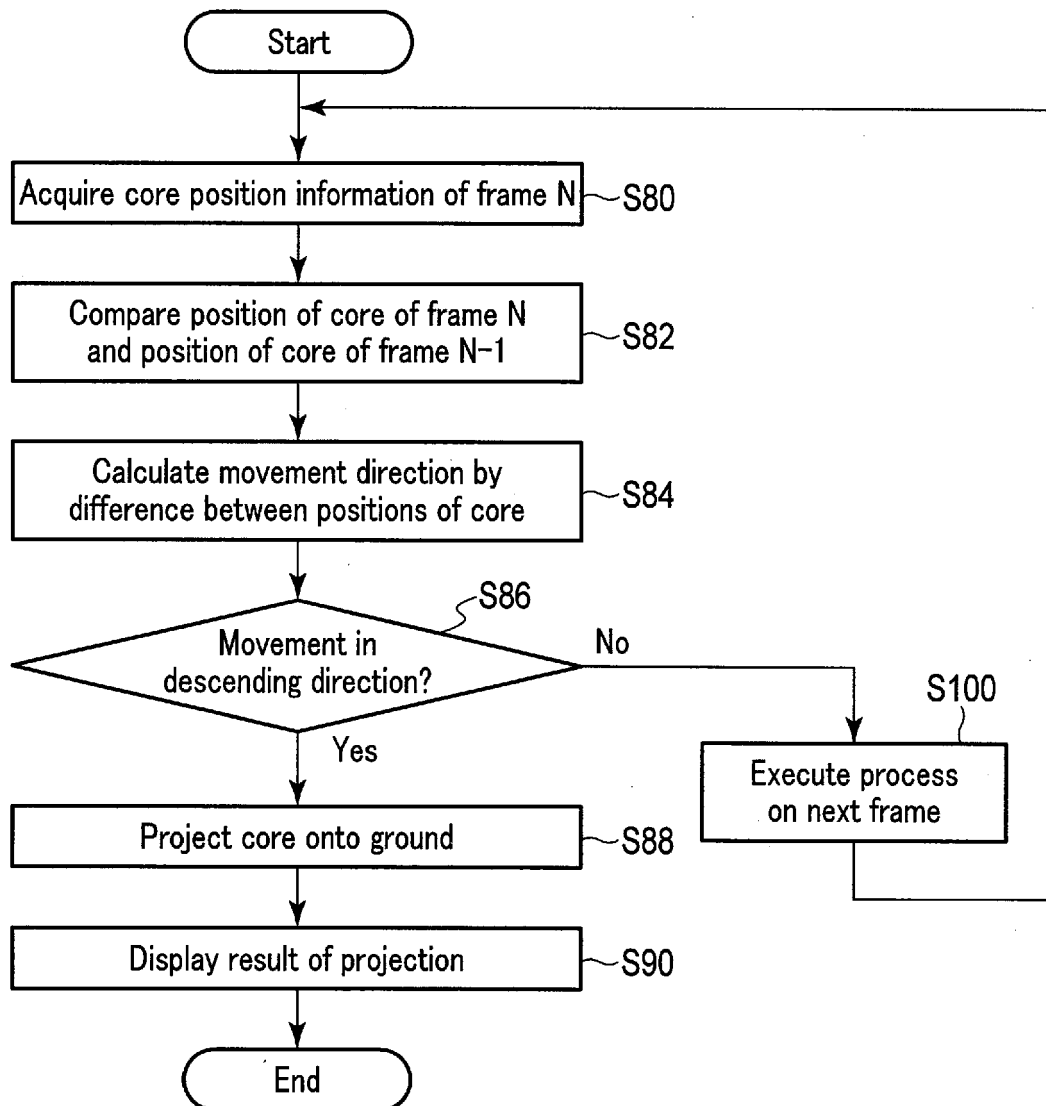 Start
Acquire core position information of frame N
S80
Compare position of core of frame N
and position of core of frame N-1
S82
Calculate movement direction by
difference between positions of core
S84
S86
Movement in
descending direction?
No
Yes
S100
Execute process
on next frame
Project core onto ground
S88
Display result of projection
S90
End